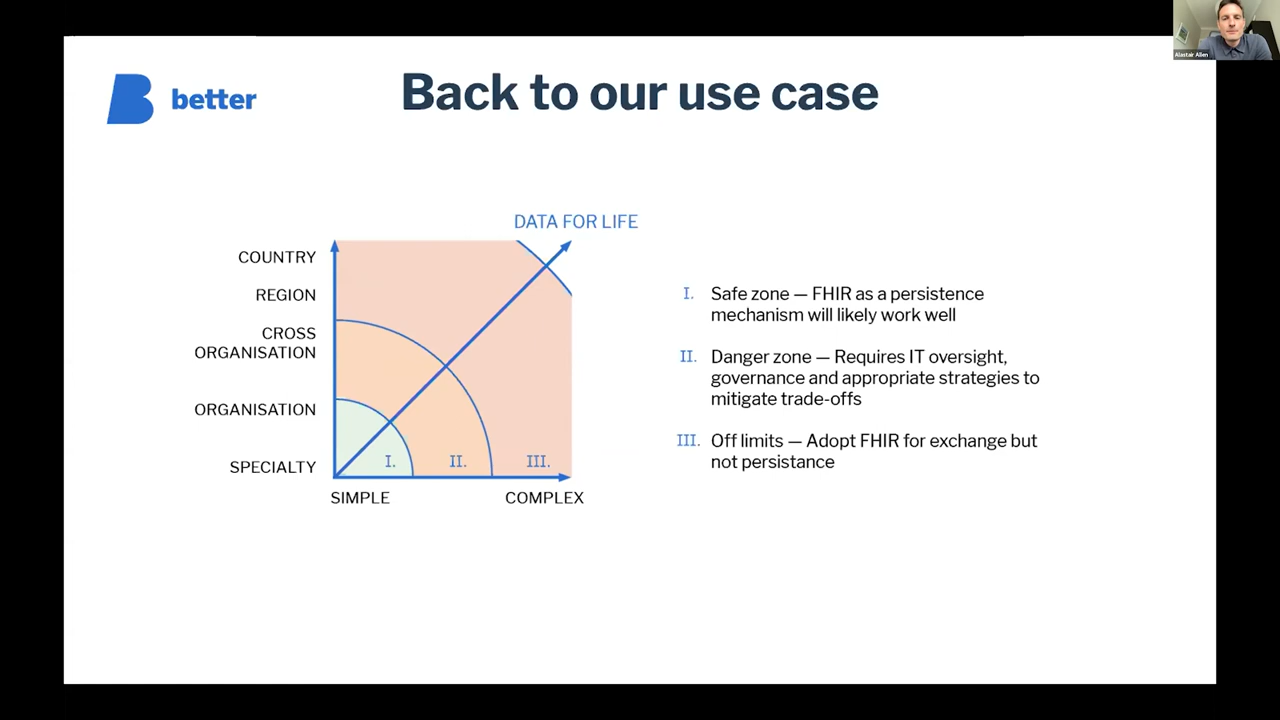 Alastair Allen
better
Back to our use case
DATA FOR LIFE
COUNTRY
REGION
CROSS
ORGANISATION
ORGANISATION
SPECIALTY
I.
II.
III.
SIMPLE
COMPLEX
I. Safe zone — FHIR as a persistence
mechanism will likely work well
II. Danger zone — Requires IT oversight,
governance and appropriate strategies to
mitigate trade-offs
III. Off limits — Adopt FHIR for exchange but
not persistance